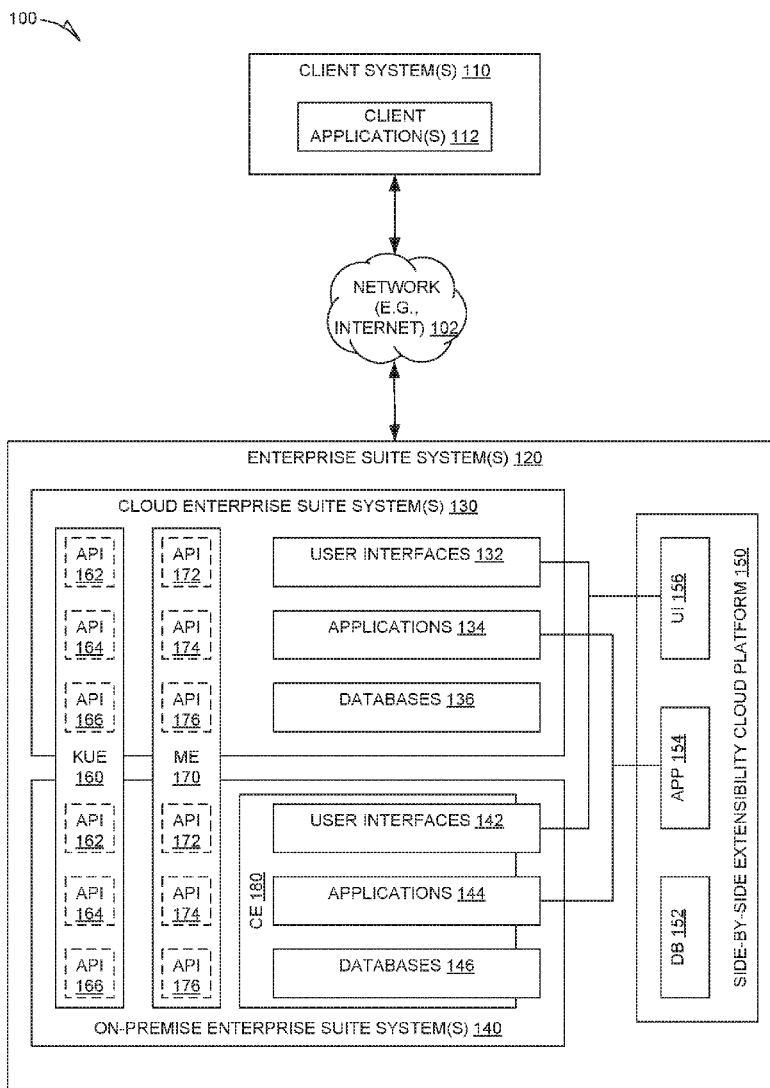 100
CLIENT SYSTEM(S) 110
CLIENT
APPLICATION(S) 112
NETWORK
(E.G.,
INTERNET) 102
ENTERPRISE SUITE SYSTEM(S) 120
CLOUD ENTERPRISE SUITE SYSTEM(S) 130
API
162
API
172
USER INTERFACES 132
API
164
API
174
APPLICATIONS 134
API
166
API
176
DATABASES 136
KUE
160
ME
170
API
162
API
172
USER INTERFACES 142
API
164
API
174
APPLICATIONS 144
API
166
API
176
DATABASES 146
CE 180
ON-PREMISE ENTERPRISE SUITE SYSTEM(S) 140
UI 156
APP 154
DB 152
SIDE-BY-SIDE EXTENSIBILITY CLOUD PLATFORM 150